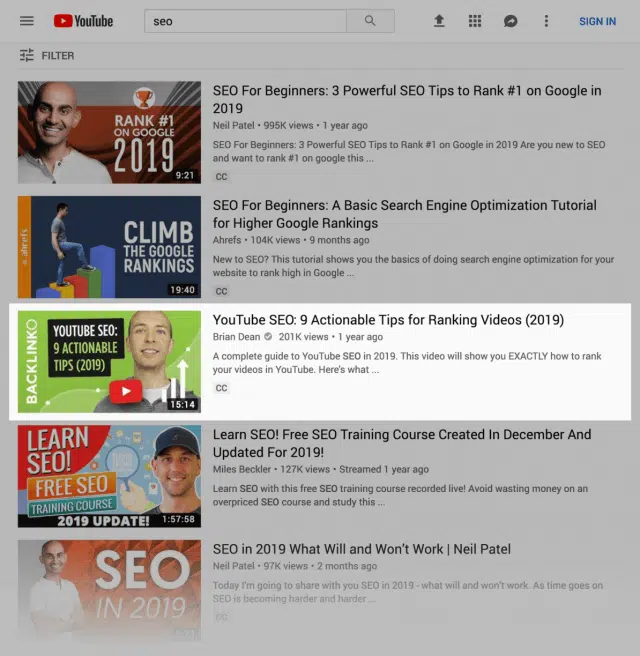 YouTube
seo
SIGN IN
FILTER
RANK #1
ON GOOGLE
2019
9:21
SEO For Beginners: 3 Powerful SEO Tips to Rank #1 on Google in
2019
Neil Patel • 995K views • 1 year ago
SEO For Beginners: 3 Powerful SEO Tips to Rank #1 on Google in 2019 Are you new to SEO
and want to rank #1 on google this ...
CC
ahrefs
CLIMB
THE GOOGLE
RANKINGS
19:40
SEO For Beginners: A Basic Search Engine Optimization Tutorial
for Higher Google Rankings
Ahrefs • 104K views • 9 months ago
New to SEO? This tutorial shows you the basics of doing search engine optimization for your
website to rank high in Google ...
CC
BACKLINKO
YOUTUBE SEO:
9 ACTIONABLE
TIPS (2019)
15:14
YouTube SEO: 9 Actionable Tips for Ranking Videos (2019)
Brian Dean 201K views • 1 year ago
A complete guide to YouTube SEO in 2019. This video will show you EXACTLY how to rank
your videos in YouTube. Here's what ...
CC
LEARN
SEO!
FREE SEO
TRAINING COURSE
2019 UPDATE!
1:57:58
Learn SEO! Free SEO Training Course Created In December And
Updated For 2019!
Miles Beckler • 127K views • Streamed 1 year ago
Learn SEO with this free SEO training course recorded live! Avoid wasting money on an
overpriced SEO course and study this ...
SEO
IN 2019
SEO in 2019 What Will and Won't Work | Neil Patel
Neil Patel • 97K views • 2 months ago
Today I'm going to share with you SEO in 2019 - what will and won't work. As time goes on
SEO is becoming harder and harder ...
CC